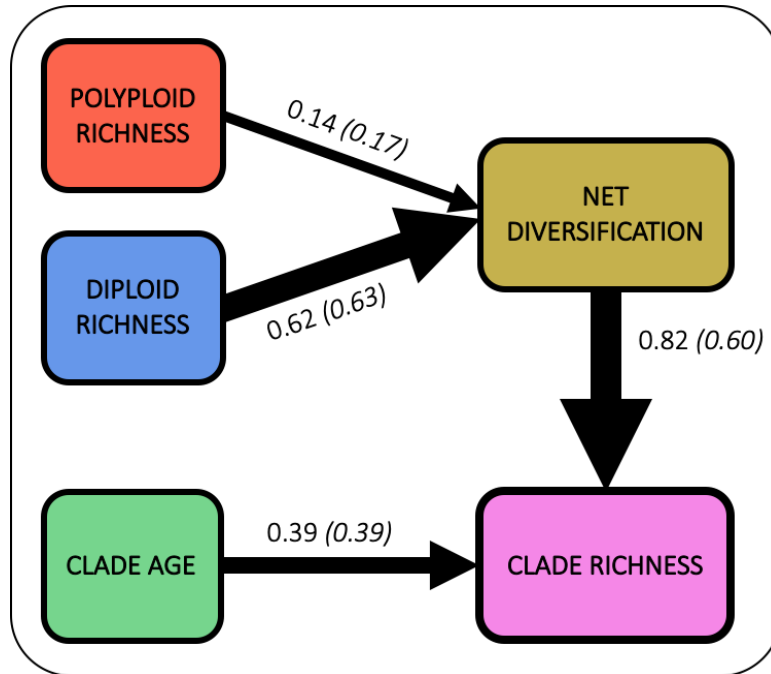 POLYPLOID
RICHNESS
0.14 (0.17)
NET
DIVERSIFICATION
DIPLOID
RICHNESS
0.62 (0.63)
0.82 (0.60)
CLADE AGE
0.39 (0.39)
CLADE RICHNESS